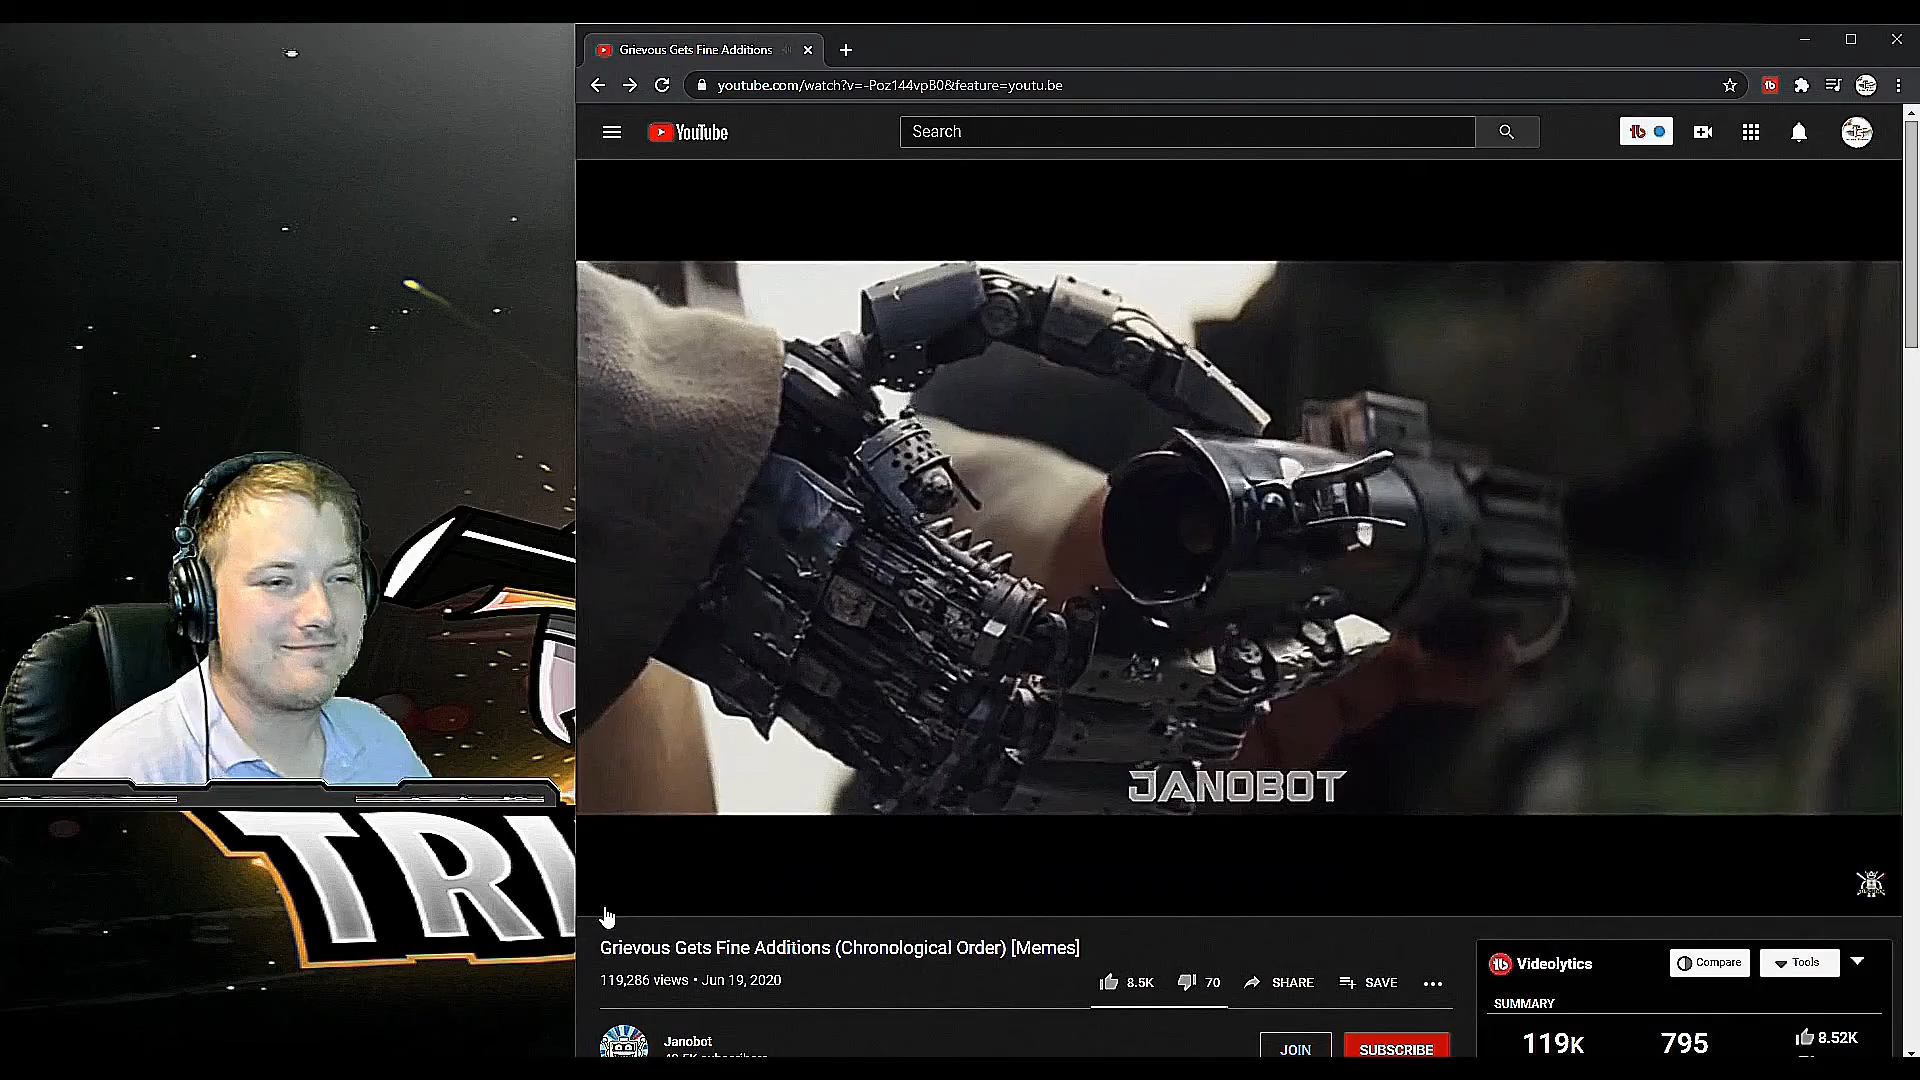 Grievous Gets Fine Additions
youtube.com/watch?v=-Poz144vpB0&feature=youtu.be
YouTube
Search
JANOBOT
TRI
Grievous Gets Fine Additions (Chronological Order) [Memes]
119,286 views • Jun 19, 2020
8.5K
70
SHARE
SAVE
Janobot
JOIN
SUBSCRIBE
Videolytics
Compare
Tools
SUMMARY
119K
795
8.52K